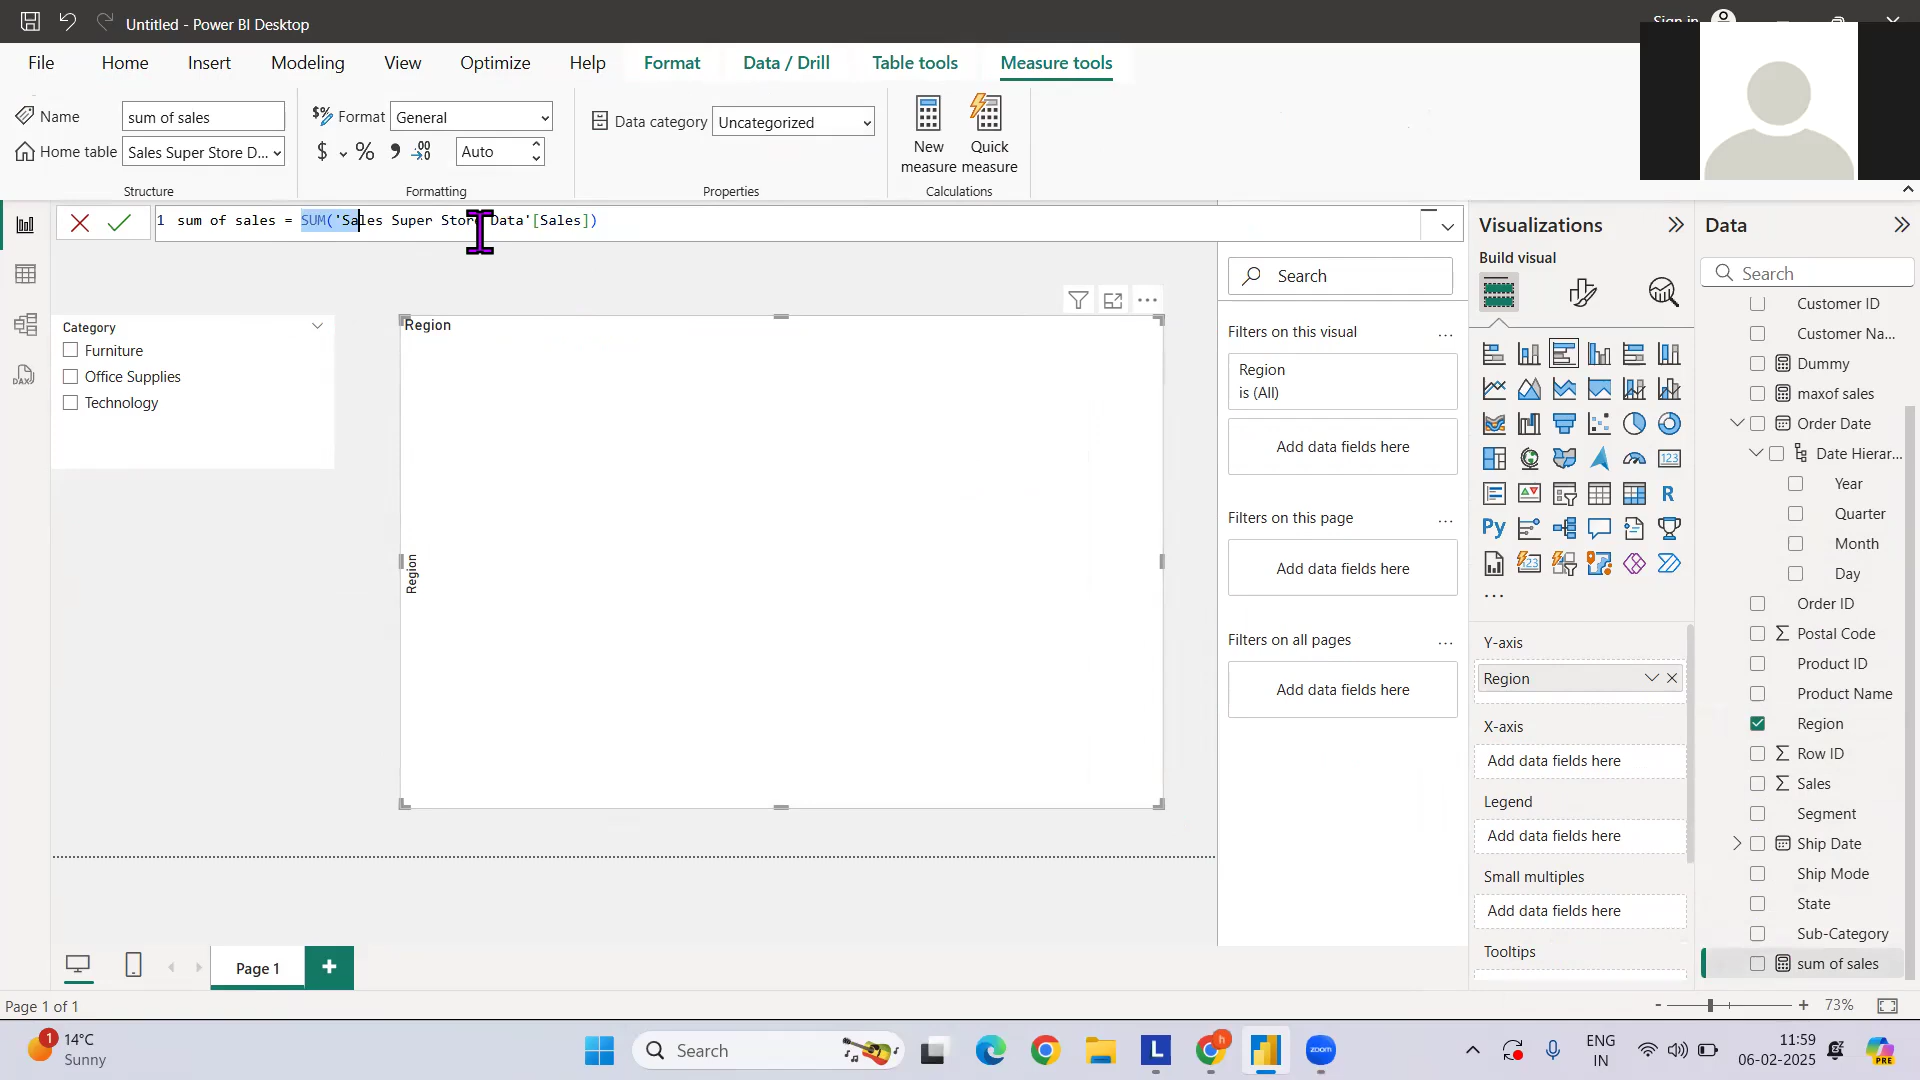 Untitled - Power BI Desktop
File Home Insert Modeling View Optimize Help Format Data / Drill Table tools Measure tools
Name sum of sales
Home table Sales Super Store D...
Structure
Format General
$ % Auto
Formatting
Data category Uncategorized
Properties
New measure
Quick measure
Calculations
1 sum of sales = SUM('Sales Super Store Data'[Sales])
Category
Furniture
Office Supplies
Technology
Region
Region
Search
Filters on this visual ...
Region
is (All)
Add data fields here
Filters on this page ...
Add data fields here
Filters on all pages ...
Add data fields here
Visualizations
Build visual
Y-axis
Region
X-axis
Add data fields here
Legend
Add data fields here
Small multiples
Add data fields here
Tooltips
Data
Search
Customer ID
Customer Na...
Dummy
maxof sales
Order Date
Date Hierar...
Year
Quarter
Month
Day
Order ID
Postal Code
Product ID
Product Name
Region
Row ID
Sales
Segment
Ship Date
Ship Mode
State
Sub-Category
sum of sales
Page 1
Page 1 of 1
- + 73%
1 14°C
Sunny
Search
zoom
ENG
IN
11:59
06-02-2025
PRE